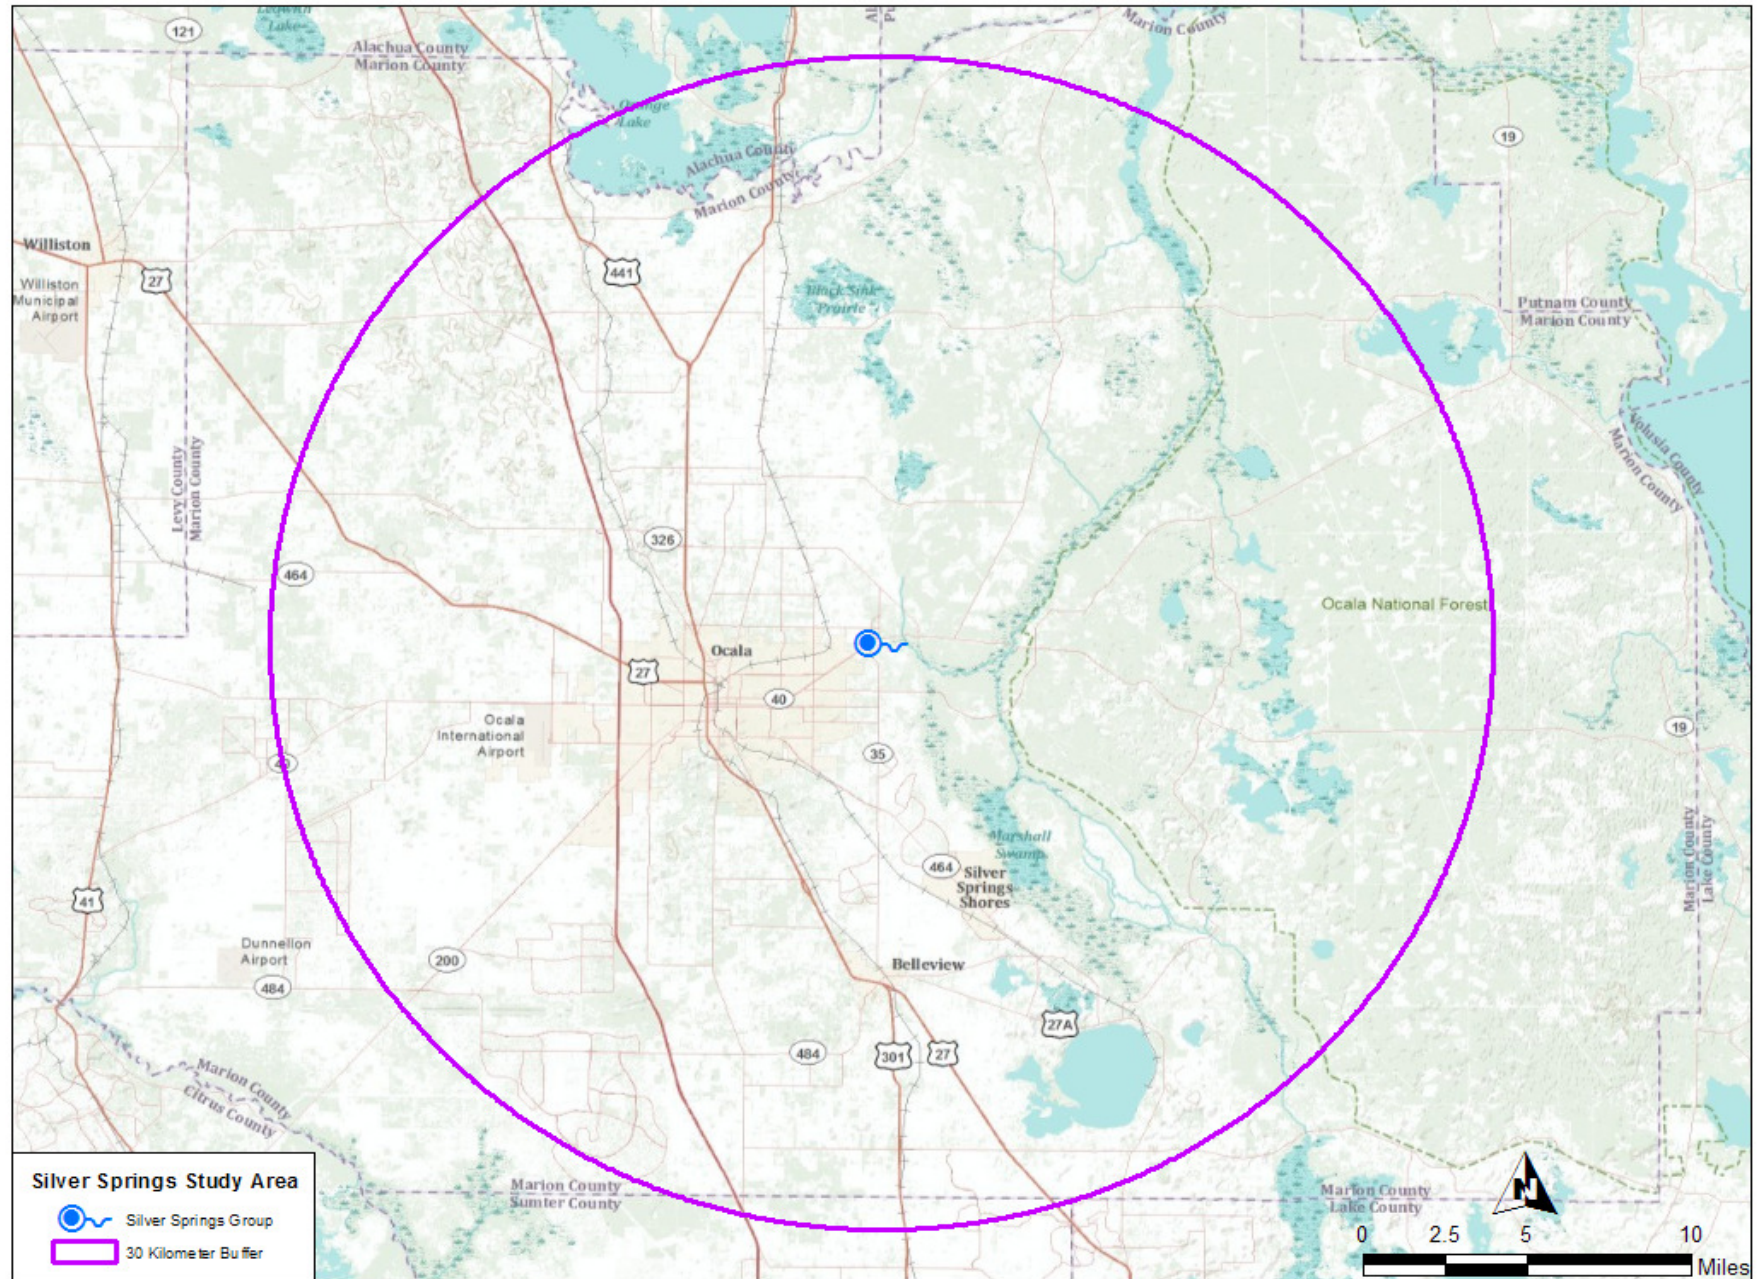 Ledwith
Lake
121
Alachua County
Marion County
Marion County
Orange
Lake
19
Alachua County
Marion County
Williston
27
441
Williston
Municipal
Airport
Black Sink
Prairie
Putnam County
Marion County
Volusia County
Marion County
Levy County
Marion County
326
464
Ocala National Forest
Ocala
27
40
Ocala
International
Airport
35
19
40
Marshall
Swamp
464
Silver
Springs
Shores
Marion County
Lake County
41
Dunnellon
Airport
200
Belleview
484
27A
484
301
27
Marion County
Citrus County
Silver Springs Study Area
Silver Springs Group
30 Kilometer Buffer
Marion County
Sumter County
Marion County
Lake County
N
0 2.5 5 10
Miles